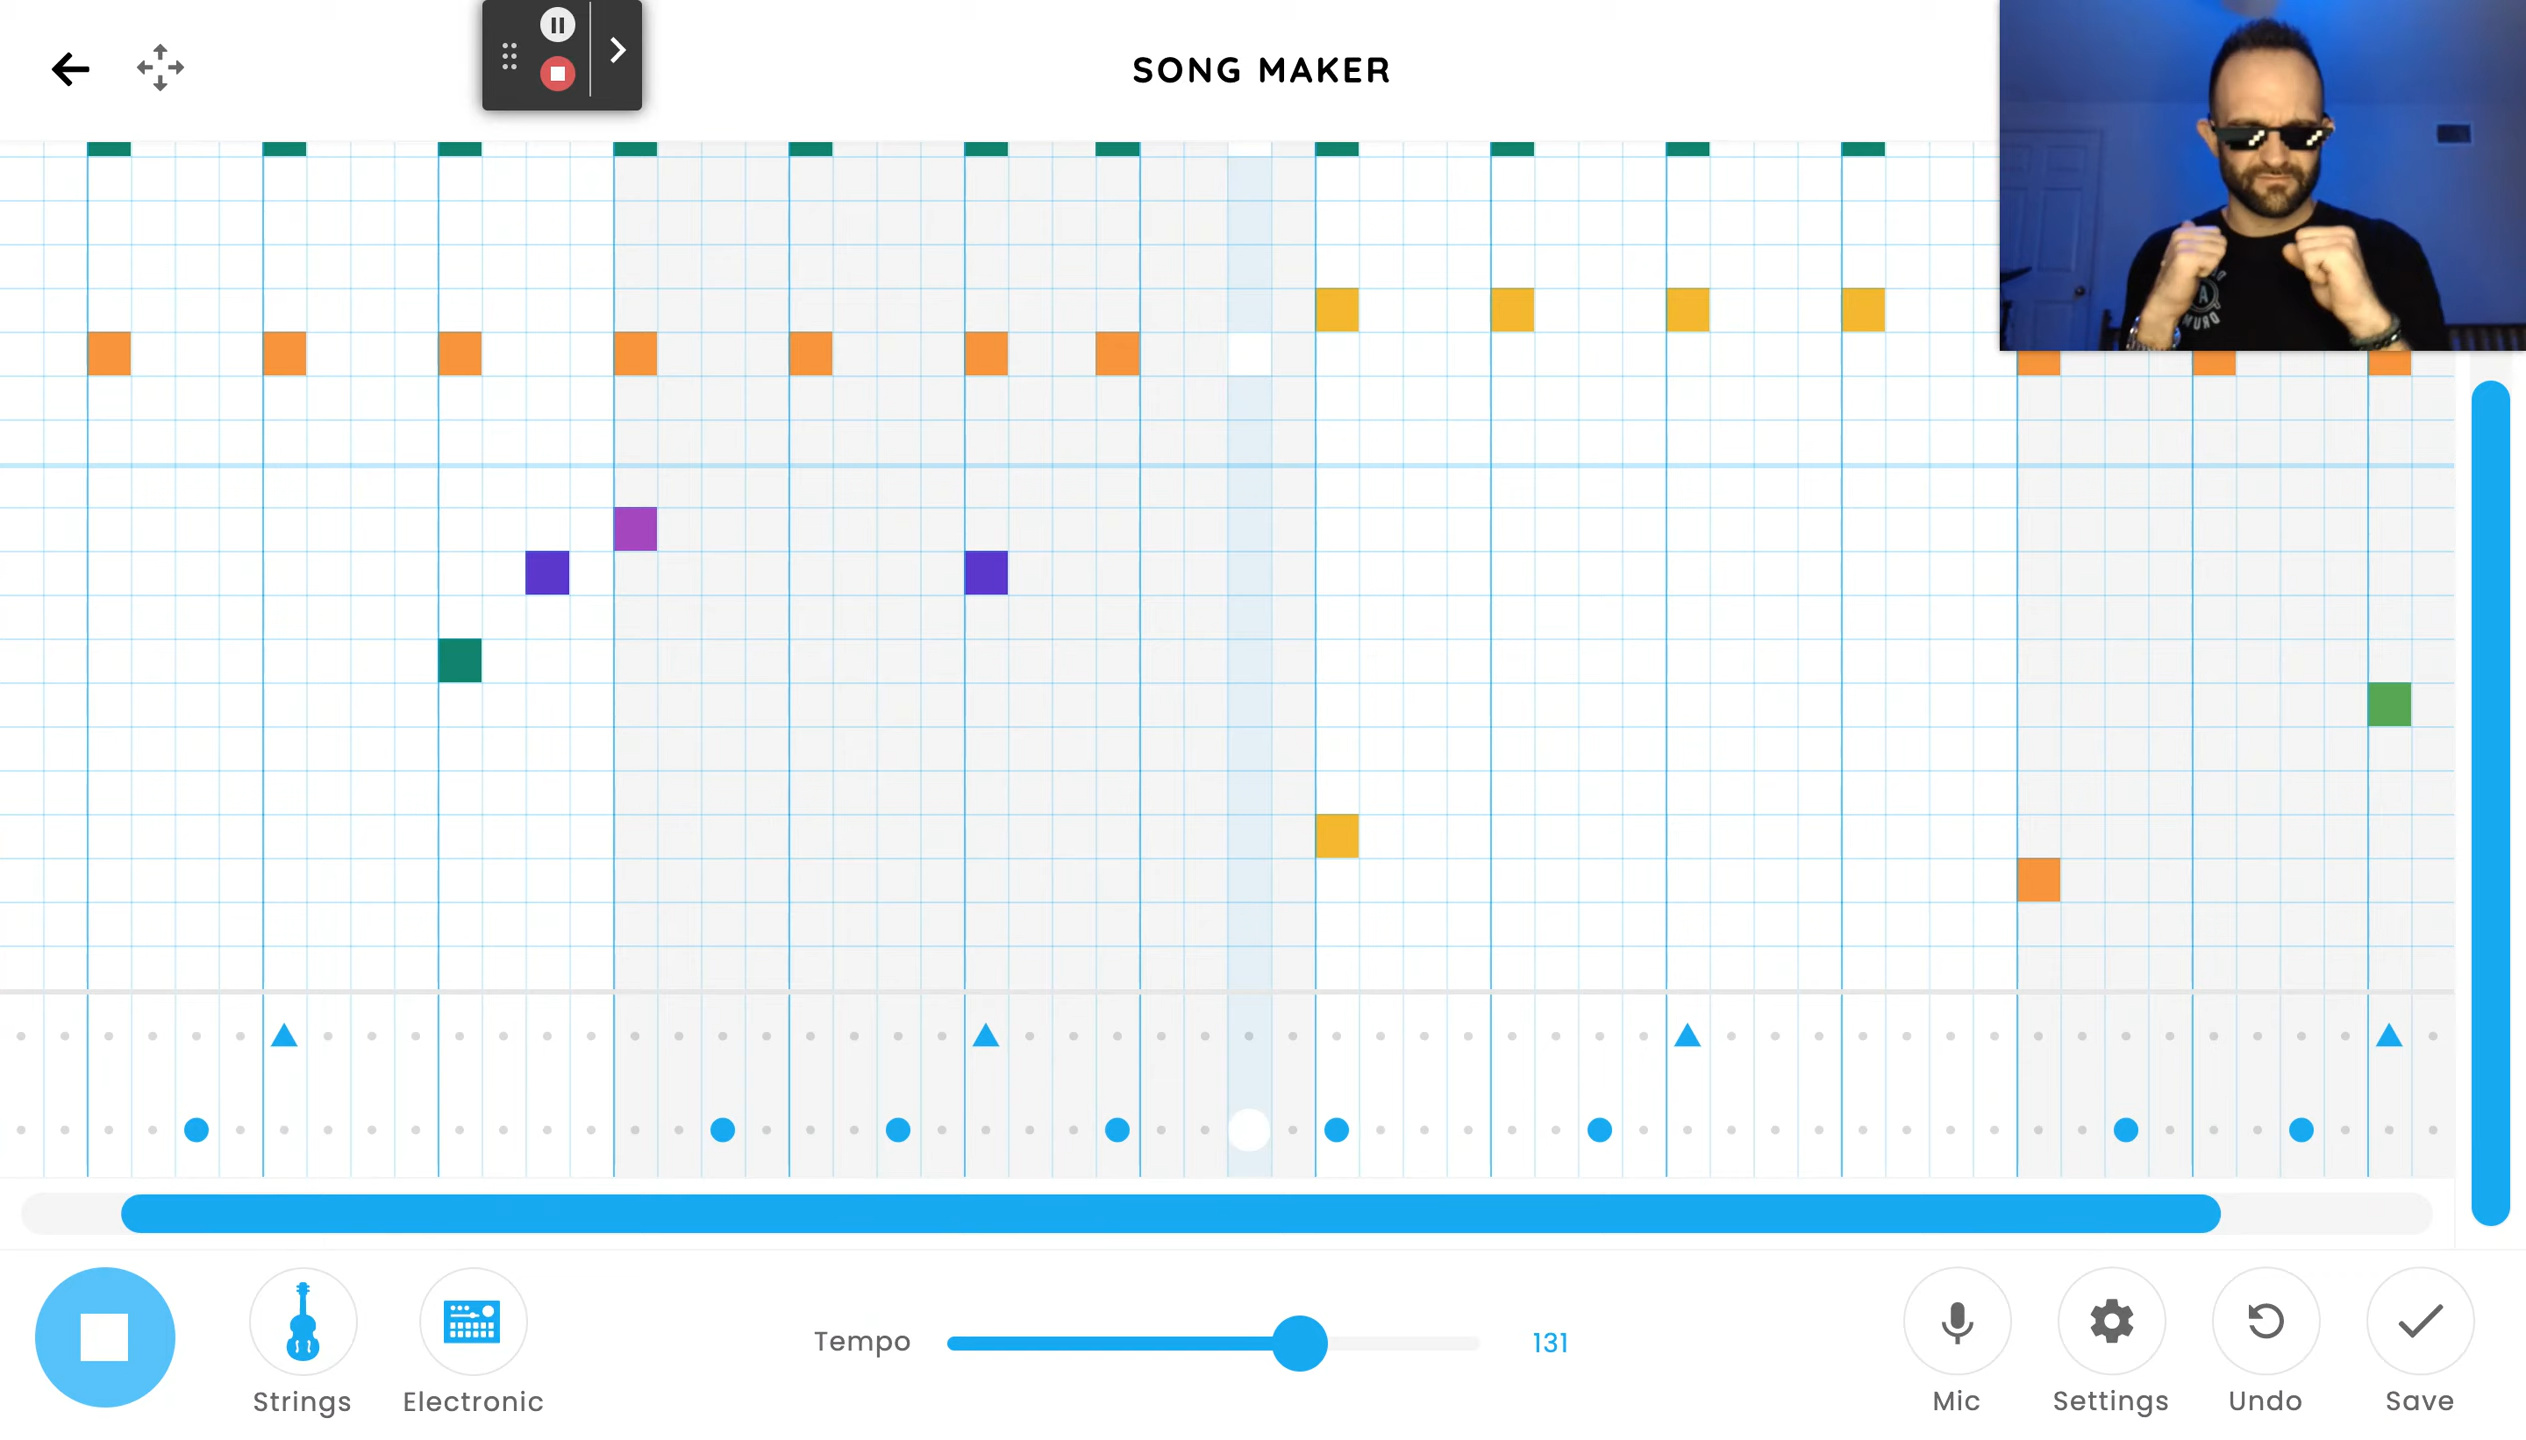 SONG MAKER
Tempo
131
Strings
Electronic
Mic
Settings
Undo
Save